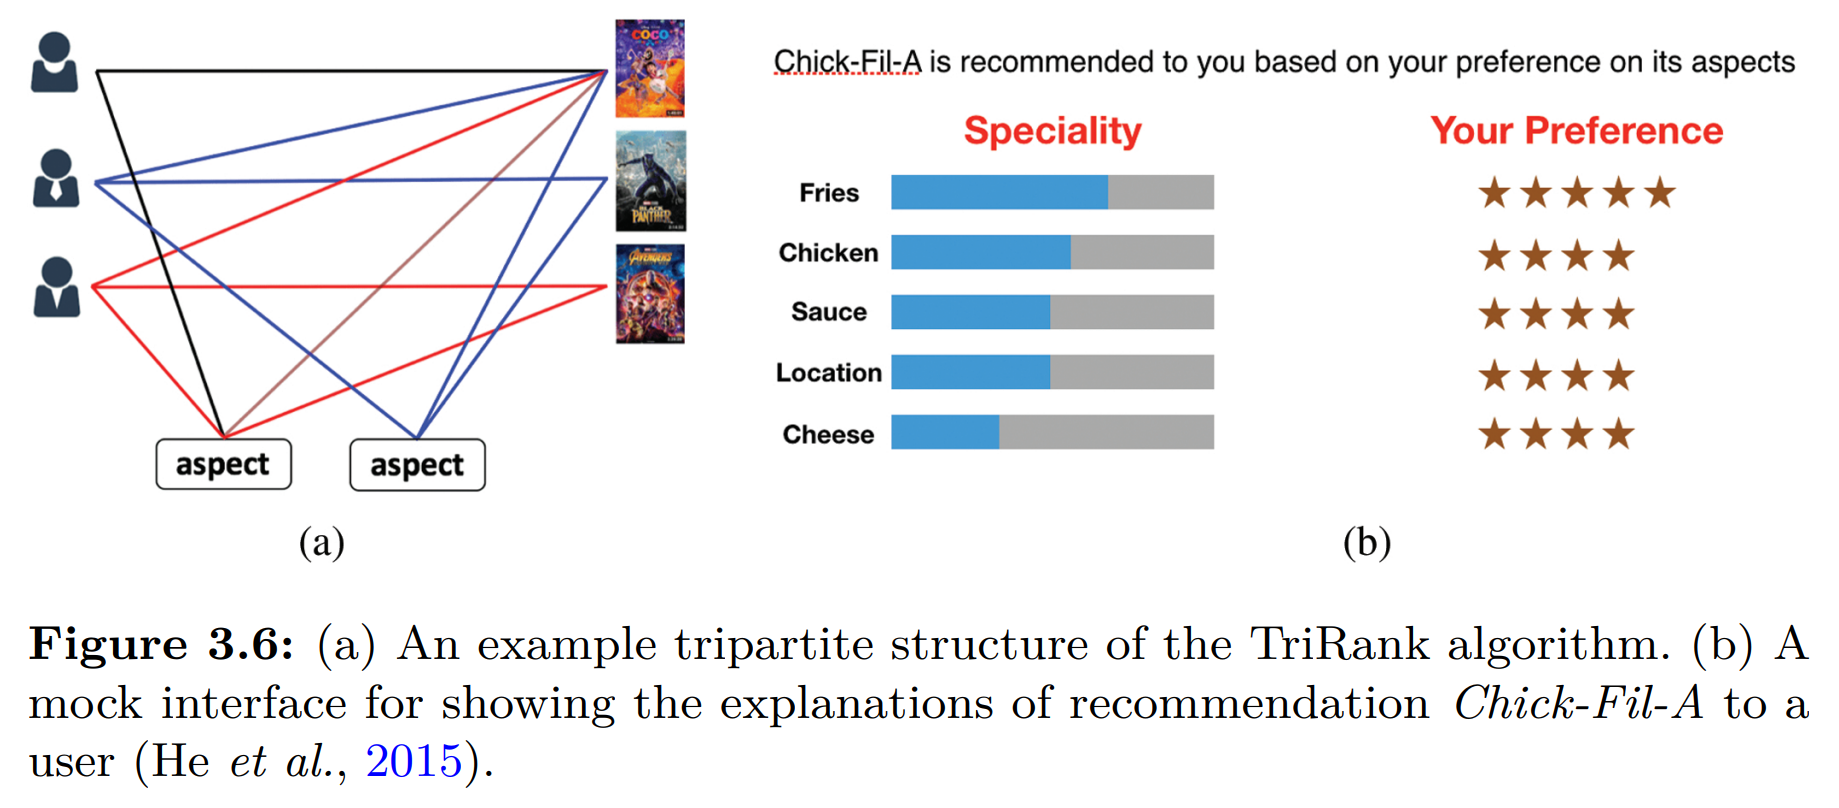 COCO
BLACK
PANTHER
AVENGERS
aspect
aspect
(a)
Chick-Fil-A is recommended to you based on your preference on its aspects
Speciality
Your Preference
Fries
Chicken
Sauce
Location
Cheese
(b)
Figure 3.6: (a) An example tripartite structure of the TriRank algorithm. (b) A
mock interface for showing the explanations of recommendation Chick-Fil-A to a
user (He et al., 2015).